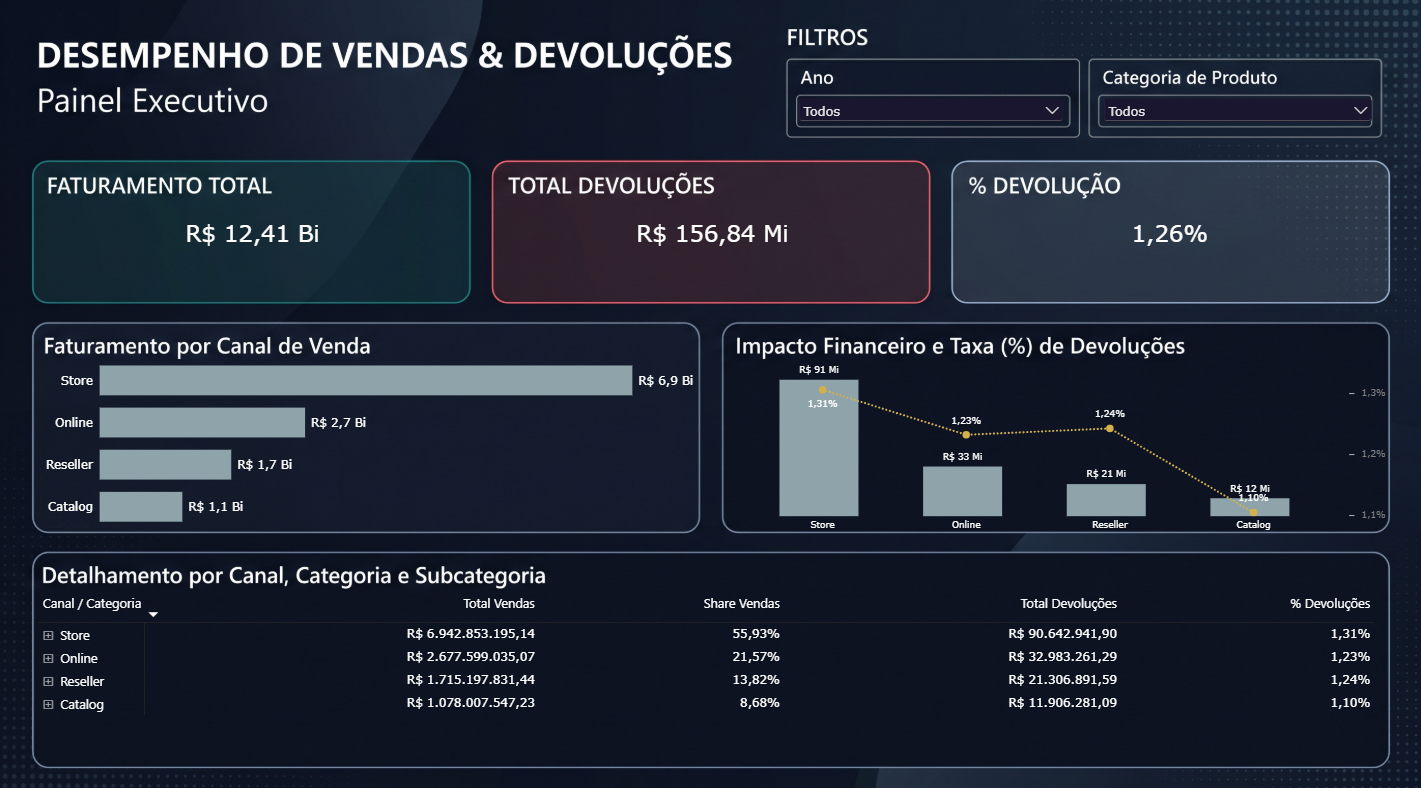 DESEMPENHO DE VENDAS & DEVOLUÇÕES
Painel Executivo
FILTROS
Ano
Todos
Categoria de Produto
Todos
FATURAMENTO TOTAL
R$ 12,41 Bi
TOTAL DEVOLUÇÕES
R$ 156,84 Mi
% DEVOLUÇÃO
1,26%
Faturamento por Canal de Venda
Store R$ 6,9 Bi
Online R$ 2,7 Bi
Reseller R$ 1,7 Bi
Catalog R$ 1,1 Bi
Impacto Financeiro e Taxa (%) de Devoluções
R$ 91 Mi
1,31%
1,23%
R$ 33 Mi
1,24%
R$ 21 Mi
R$ 12 Mi
1,10%
1,3%
1,2%
1,1%
Store Online Reseller Catalog
Detalhamento por Canal, Categoria e Subcategoria
Canal / Categoria Total Vendas Share Vendas Total Devoluções % Devoluções
Store R$ 6.942.853.195,14 55,93% R$ 90.642.941,90 1,31%
Online R$ 2.677.599.035,07 21,57% R$ 32.983.261,29 1,23%
Reseller R$ 1.715.197.831,44 13,82% R$ 21.306.891,59 1,24%
Catalog R$ 1.078.007.547,23 8,68% R$ 11.906.281,09 1,10%